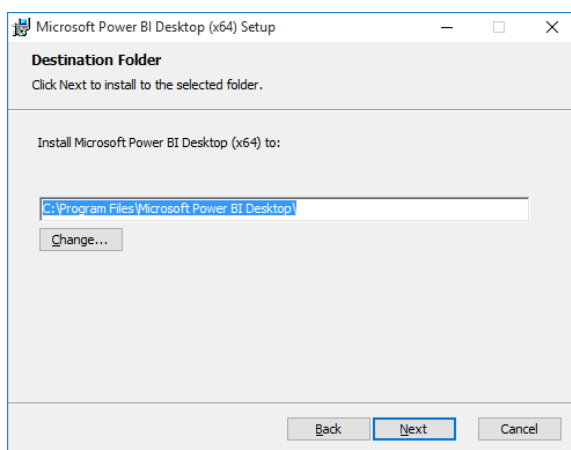 Microsoft Power BI Desktop (x64) Setup
Destination Folder
Click Next to install to the selected folder.
Install Microsoft Power BI Desktop (x64) to:
C:\Program Files\Microsoft Power BI Desktop\
Change...
Back Next Cancel